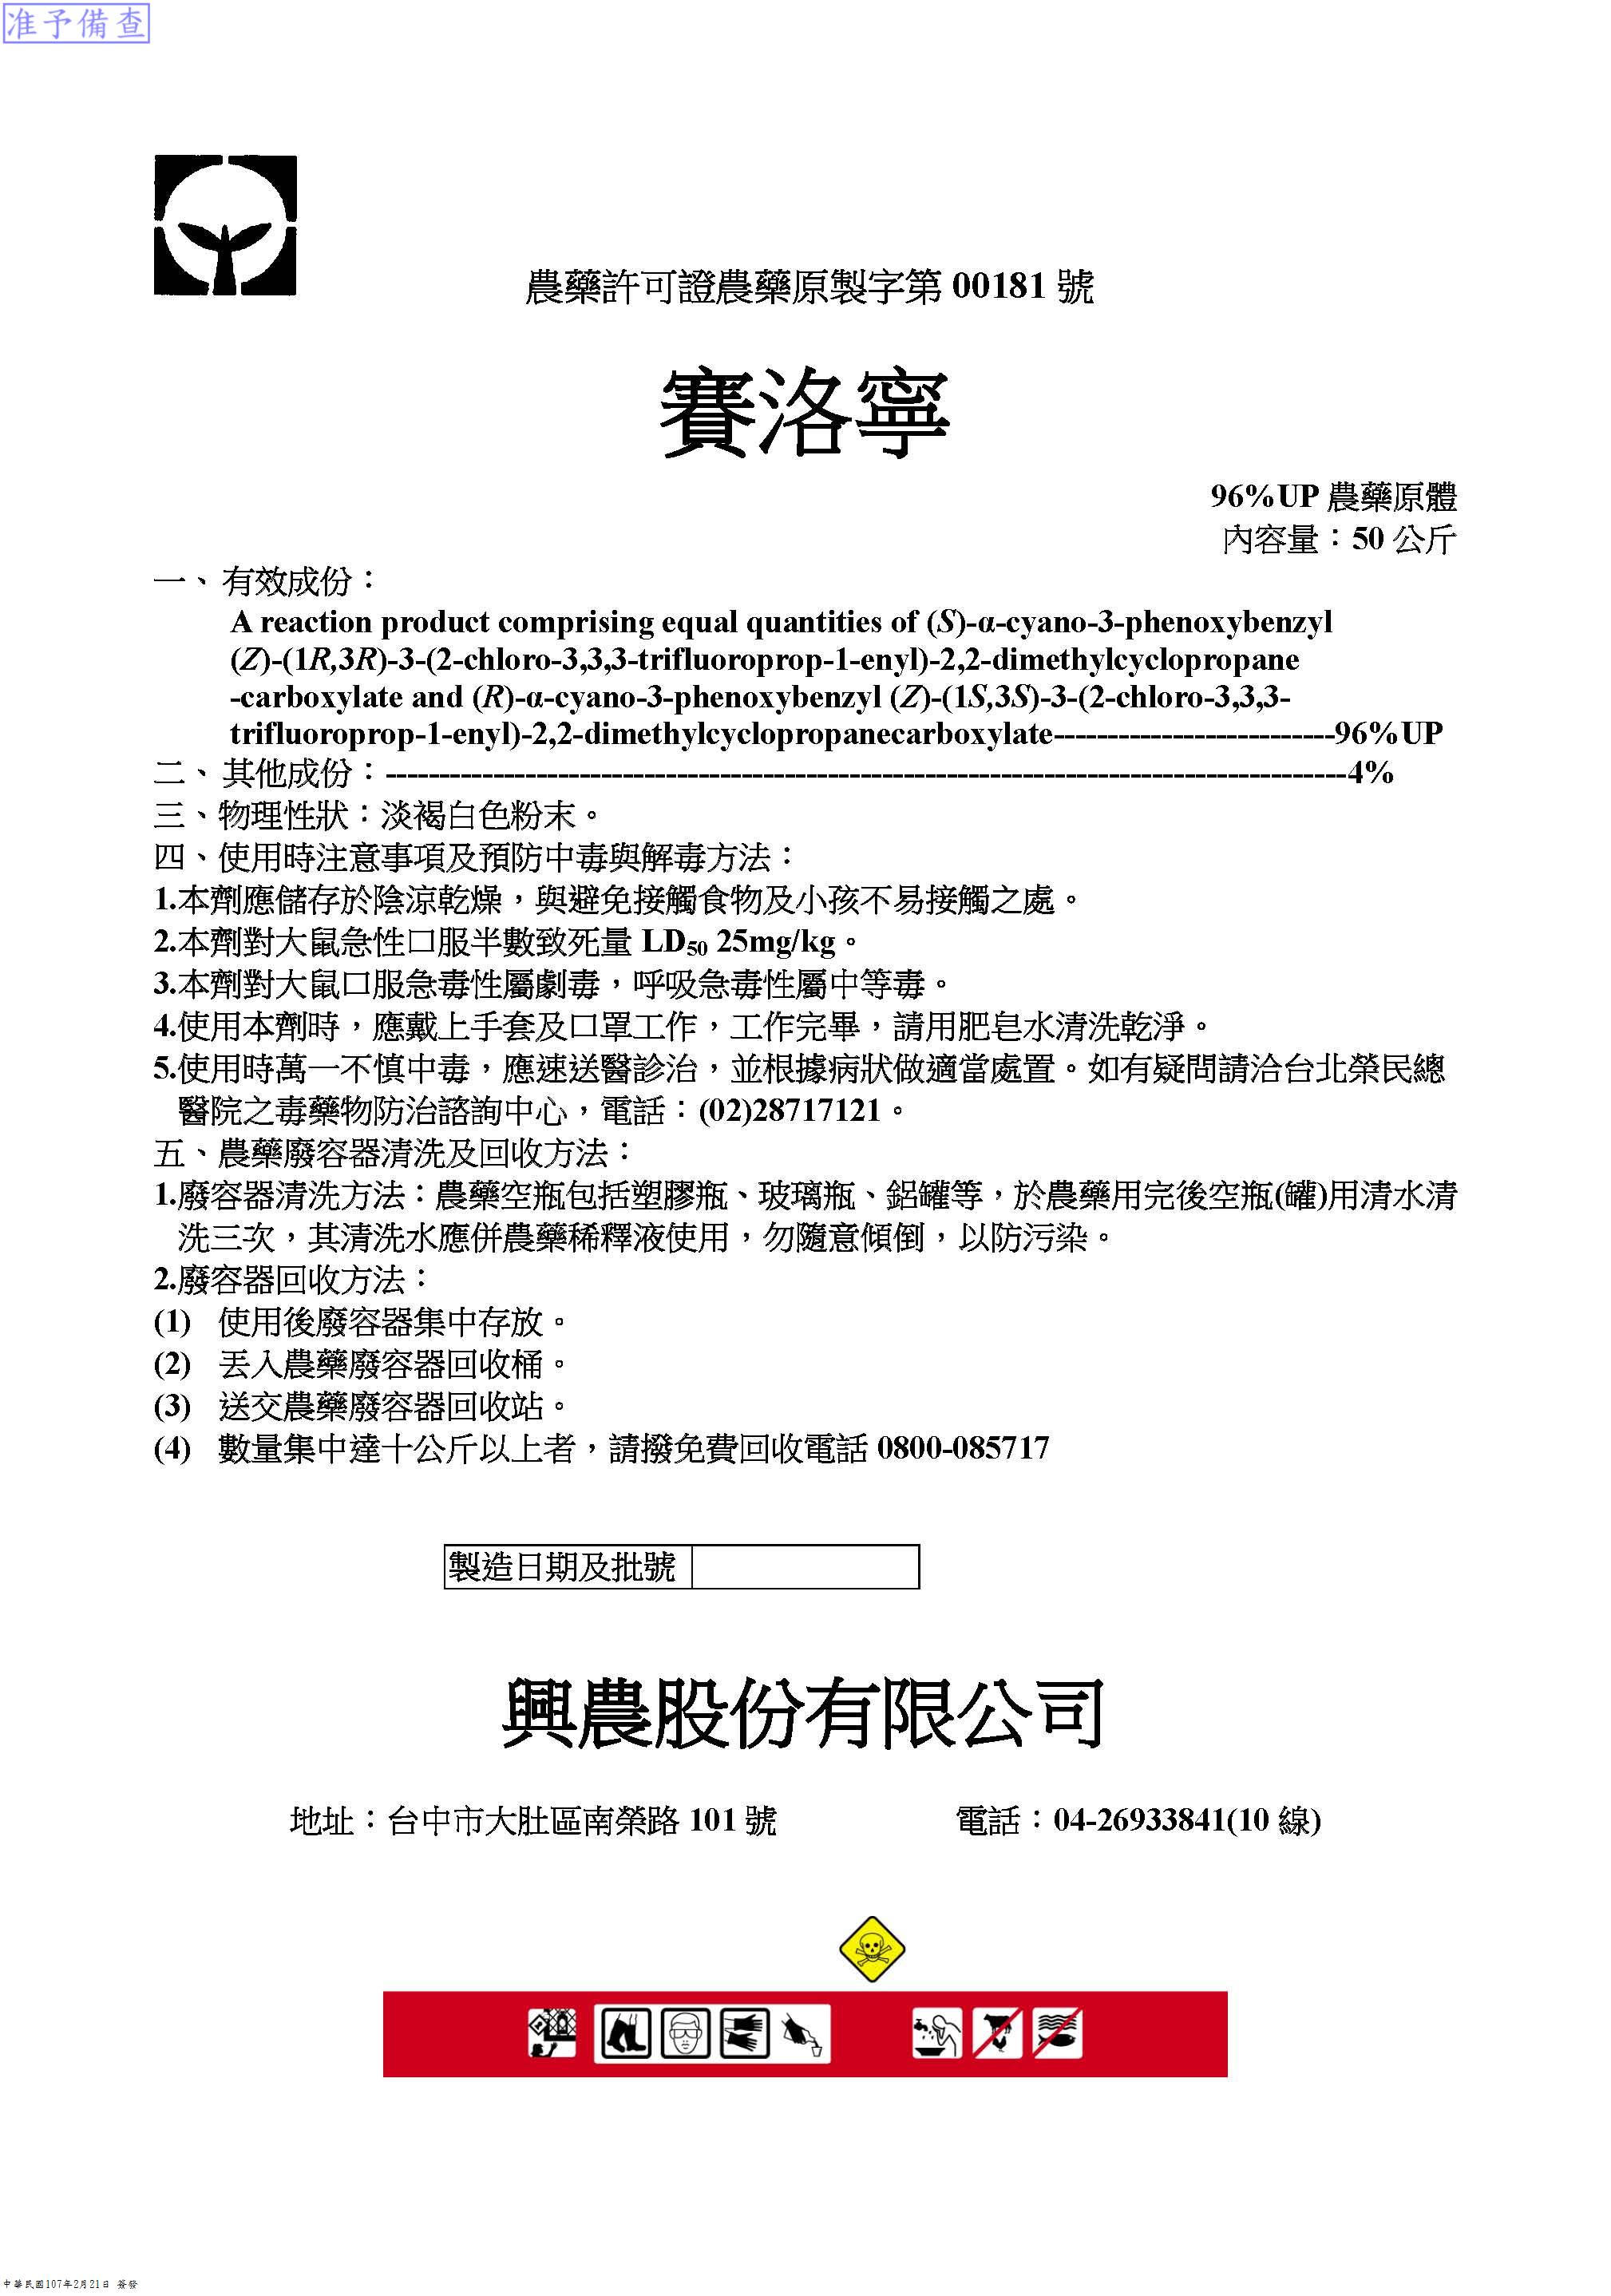 准予備查
農藥許可證農藥原製字第 00181 號
賽洛寧
96%UP 農藥原體
內容量：50 公斤
一、有效成份：
A reaction product comprising equal quantities of (S)-α-cyano-3-phenoxybenzyl
(Z)-(1R,3R)-3-(2-chloro-3,3,3-trifluoroprop-1-enyl)-2,2-dimethylcyclopropane
-carboxylate and (R)-α-cyano-3-phenoxybenzyl (Z)-(1S,3S)-3-(2-chloro-3,3,3-
trifluoroprop-1-enyl)-2,2-dimethylcyclopropanecarboxylate--------------------------96%UP
二、其他成份：------------------------------------------------------------------------------------------4%
三、物理性狀：淡褐白色粉末。
四、使用時注意事項及預防中毒與解毒方法：
1.本劑應儲存於陰涼乾燥，與避免接觸食物及小孩不易接觸之處。
2.本劑對大鼠急性口服半數致死量 LD50 25mg/kg。
3.本劑對大鼠口服急毒性屬劇毒，呼吸急毒性屬中等毒。
4.使用本劑時，應戴上手套及口罩工作，工作完畢，請用肥皂水清洗乾淨。
5.使用時萬一不慎中毒，應速送醫診治，並根據病狀做適當處置。如有疑問請洽台北榮民總
醫院之毒藥物防治諮詢中心，電話：(02)28717121。
五、農藥廢容器清洗及回收方法：
1.廢容器清洗方法：農藥空瓶包括塑膠瓶、玻璃瓶、鋁罐等，於農藥用完後空瓶(罐)用清水清
洗三次，其清洗水應併農藥稀釋液使用，勿隨意傾倒，以防污染。
2.廢容器回收方法：
(1) 使用後廢容器集中存放。
(2) 丟入農藥廢容器回收桶。
(3) 送交農藥廢容器回收站。
(4) 數量集中達十公斤以上者，請撥免費回收電話 0800-085717
製造日期及批號
興農股份有限公司
地址：台中市大肚區南榮路 101 號 電話：04-26933841(10 線)
中華民國107年2月21日 簽發